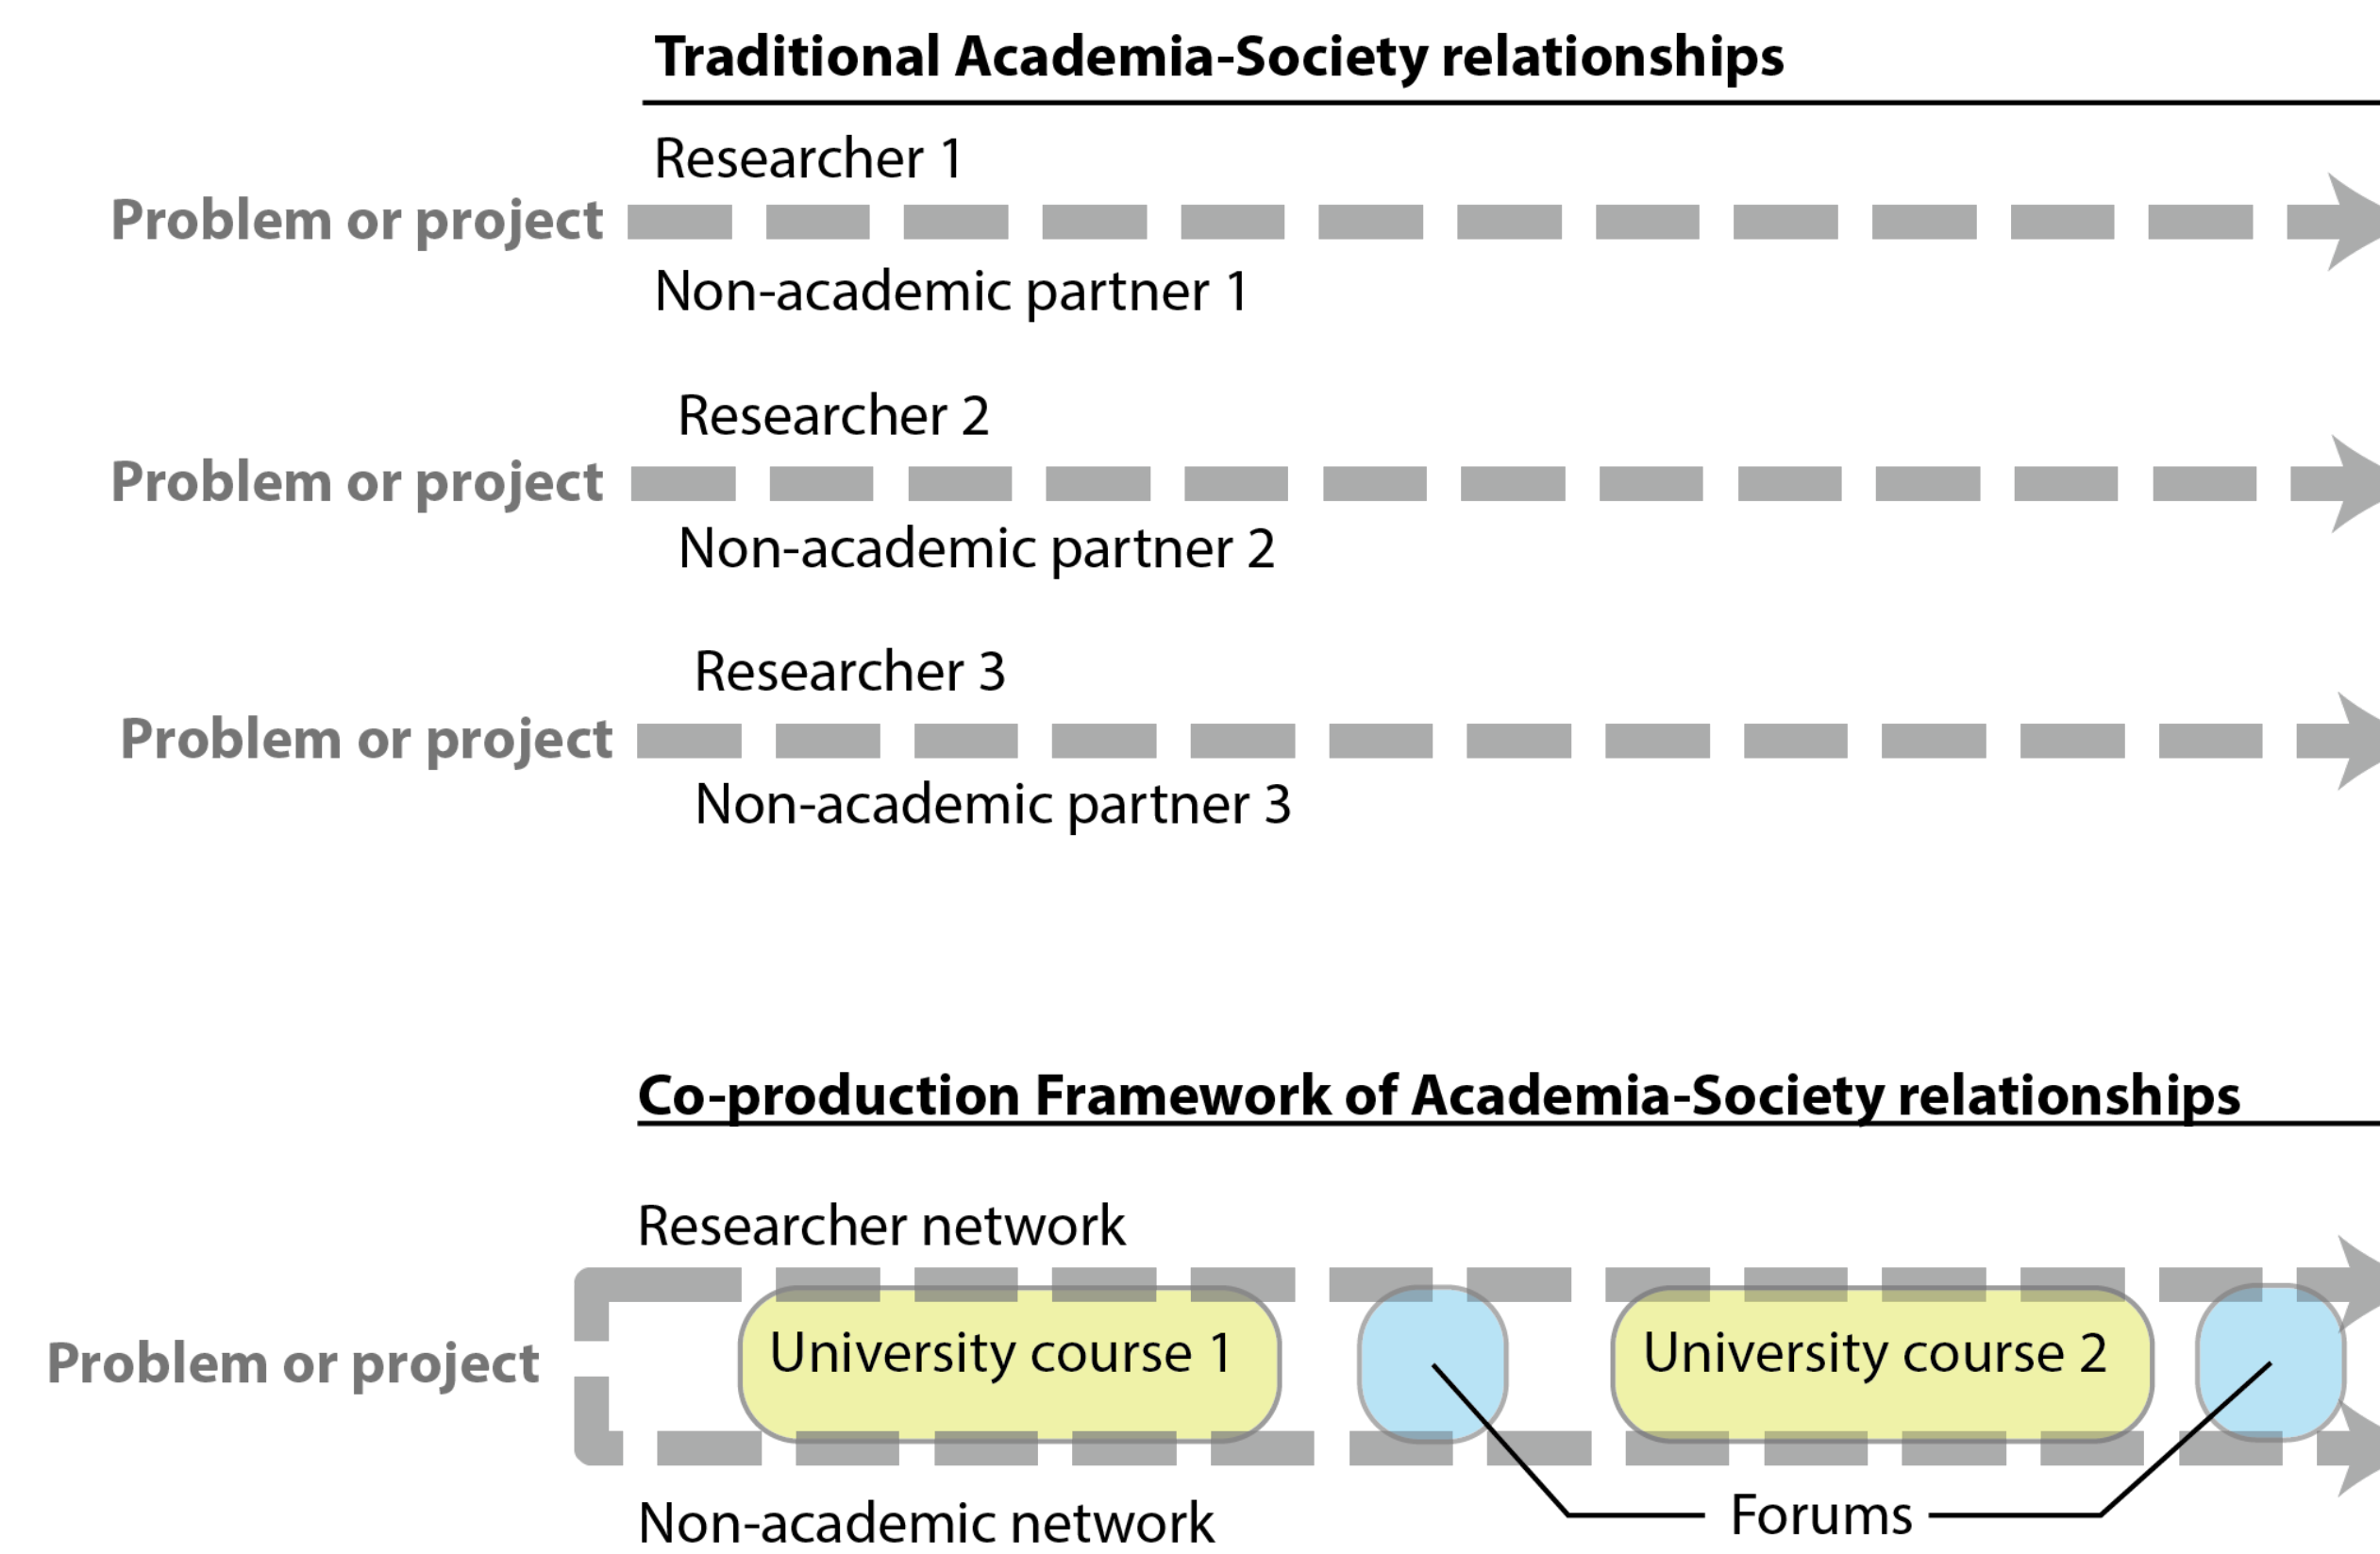 Traditional Academia-Society relationships
Researcher 1
Problem or project
Non-academic partner 1
Researcher 2
Problem or project
Non-academic partner 2
Researcher 3
Problem or project
Non-academic partner 3
Co-production Framework of Academia-Society relationships
Researcher network
Problem or project
University course 1
University course 2
Non-academic network
Forums